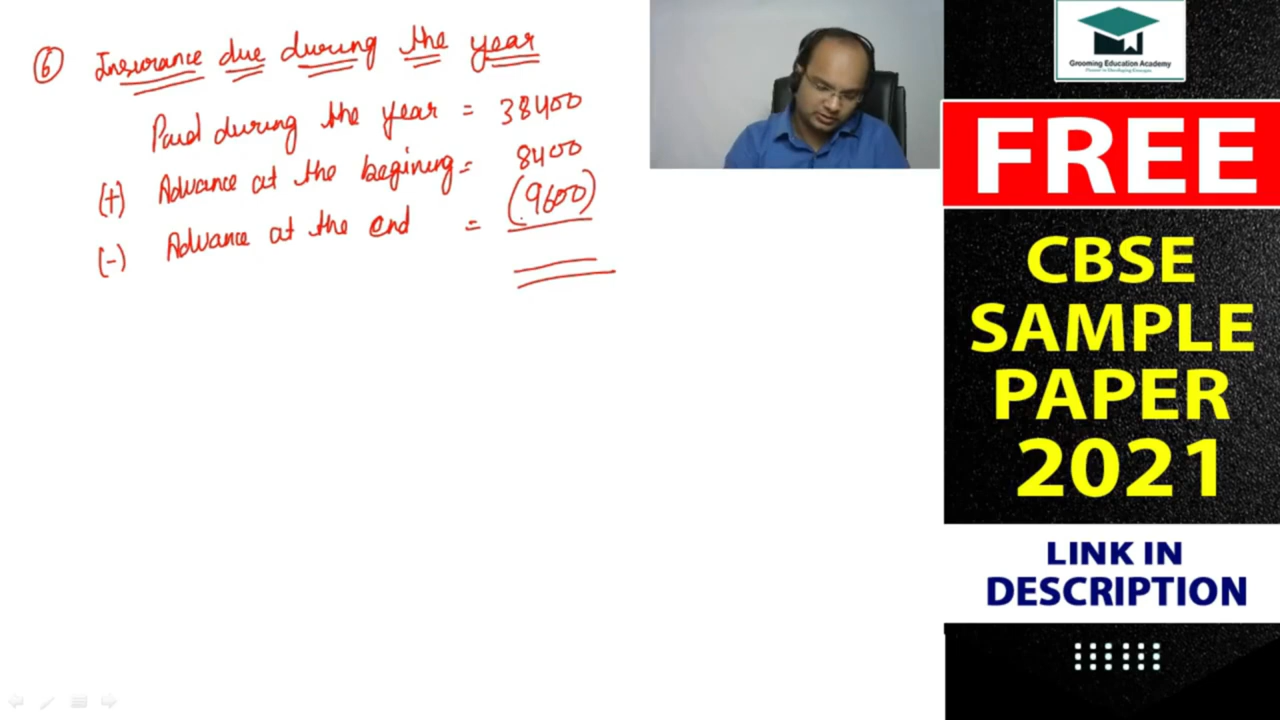 ⑥ Insurance due during the year
Paid during the year = 38400
(+) Advance at the begining = 8400
(-) Advance at the end = (9600)
Grooming Education Academy
FREE
CBSE
SAMPLE
PAPER
2021
LINK IN
DESCRIPTION